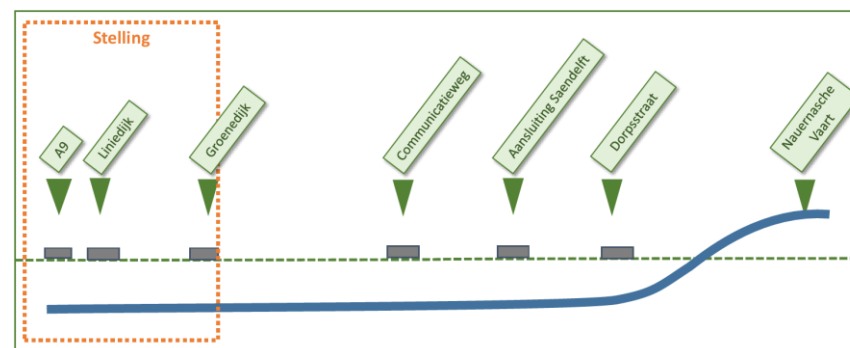 Stelling
A9
Liniedijk
Groenedijk
Communicatieweg
Aansluiting Saendelft
Dorpsstraat
Nauernasche
Vaart